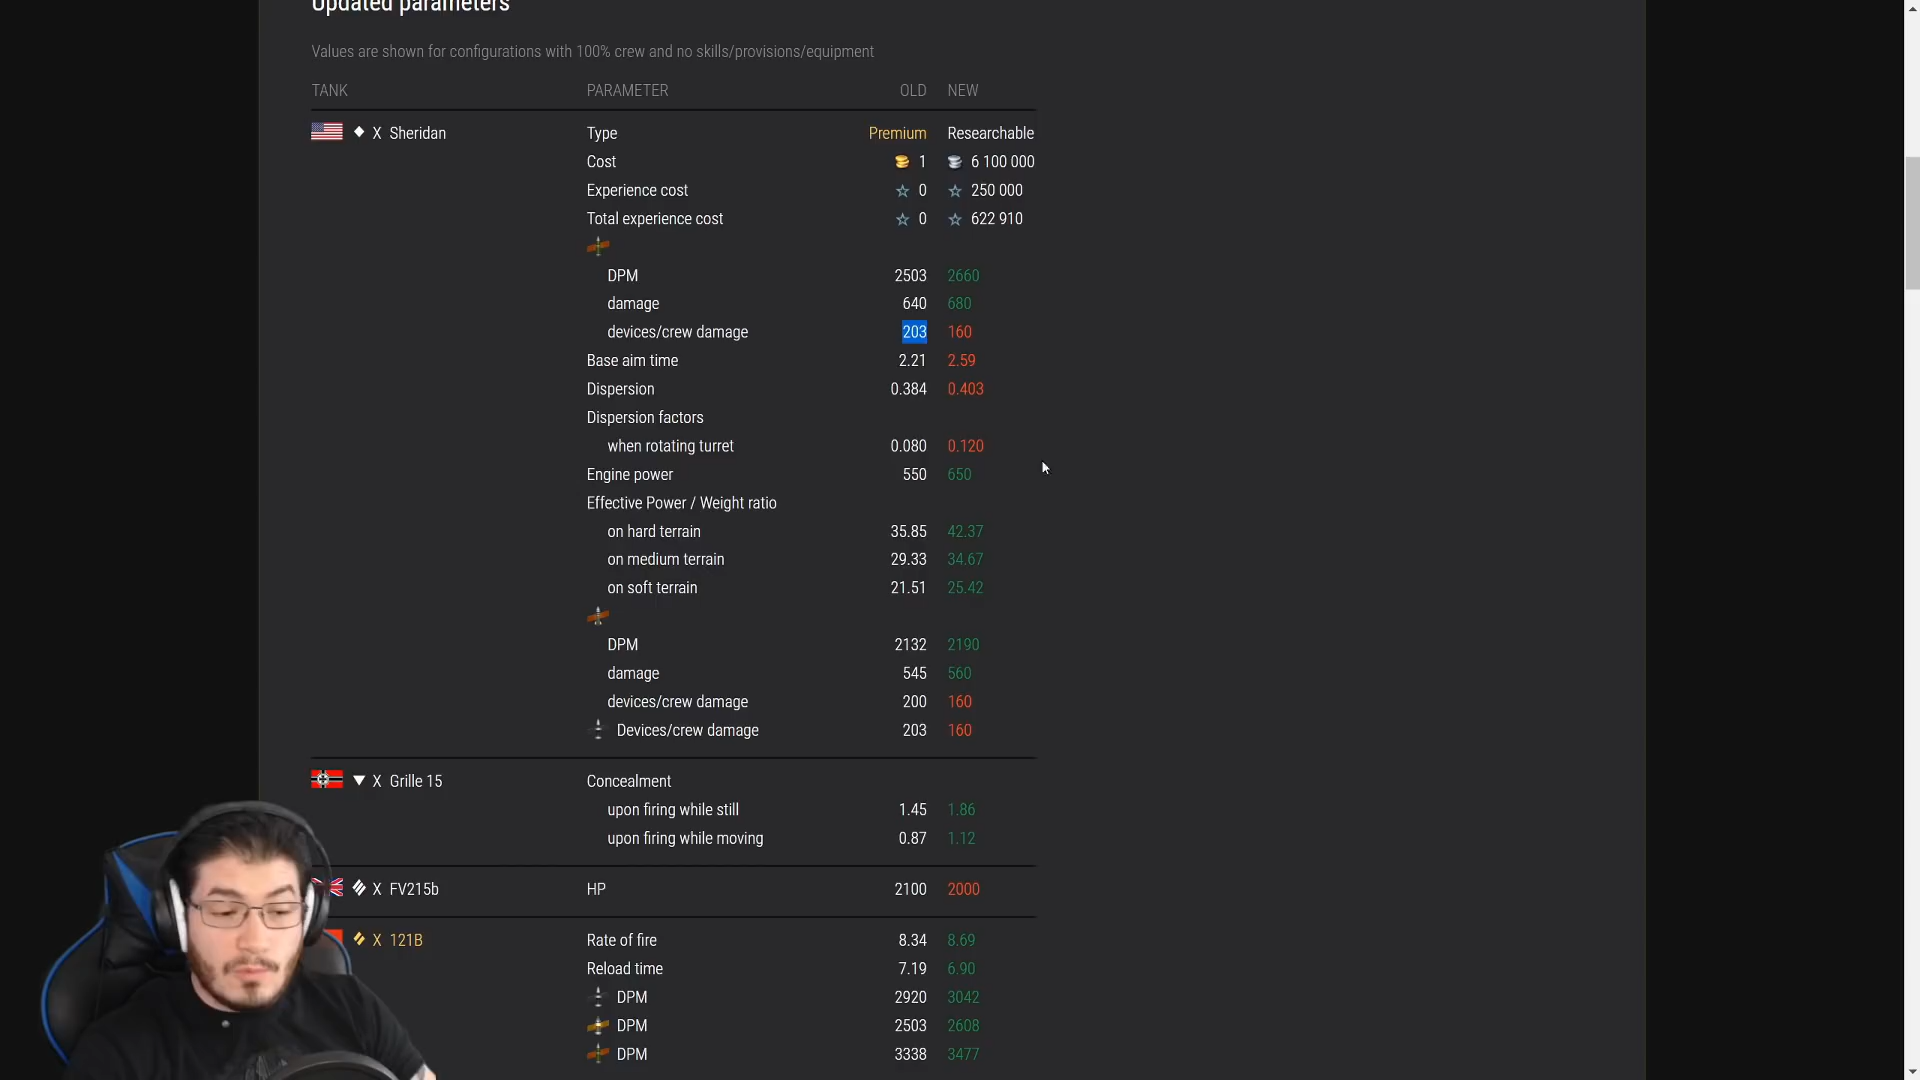 Updated parameters
Values are shown for configurations with 100% crew and no skills/provisions/equipment
TANK PARAMETER OLD NEW
X Sheridan Type Premium Researchable
Cost 1 6 100 000
Experience cost 0 250 000
Total experience cost 0 622 910
DPM 2503 2660
damage 640 680
devices/crew damage 203 160
Base aim time 2.21 2.59
Dispersion 0.384 0.403
Dispersion factors
when rotating turret 0.080 0.120
Engine power 550 650
Effective Power / Weight ratio
on hard terrain 35.85 42.37
on medium terrain 29.33 34.67
on soft terrain 21.51 25.42
DPM 2132 2190
damage 545 560
devices/crew damage 200 160
Devices/crew damage 203 160
X Grille 15 Concealment
upon firing while still 1.45 1.86
upon firing while moving 0.87 1.12
X FV215b HP 2100 2000
X 121B Rate of fire 8.34 8.69
Reload time 7.19 6.90
DPM 2920 3042
DPM 2503 2608
DPM 3338 3477